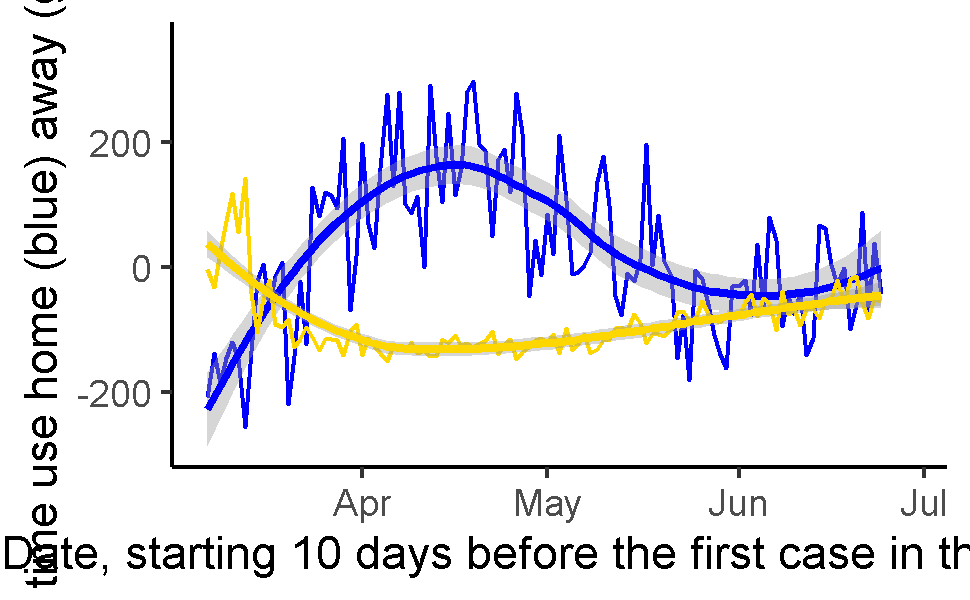 time use home (blue) away (
200
0
-200
Apr May Jun Jul
Date, starting 10 days before the first case in th